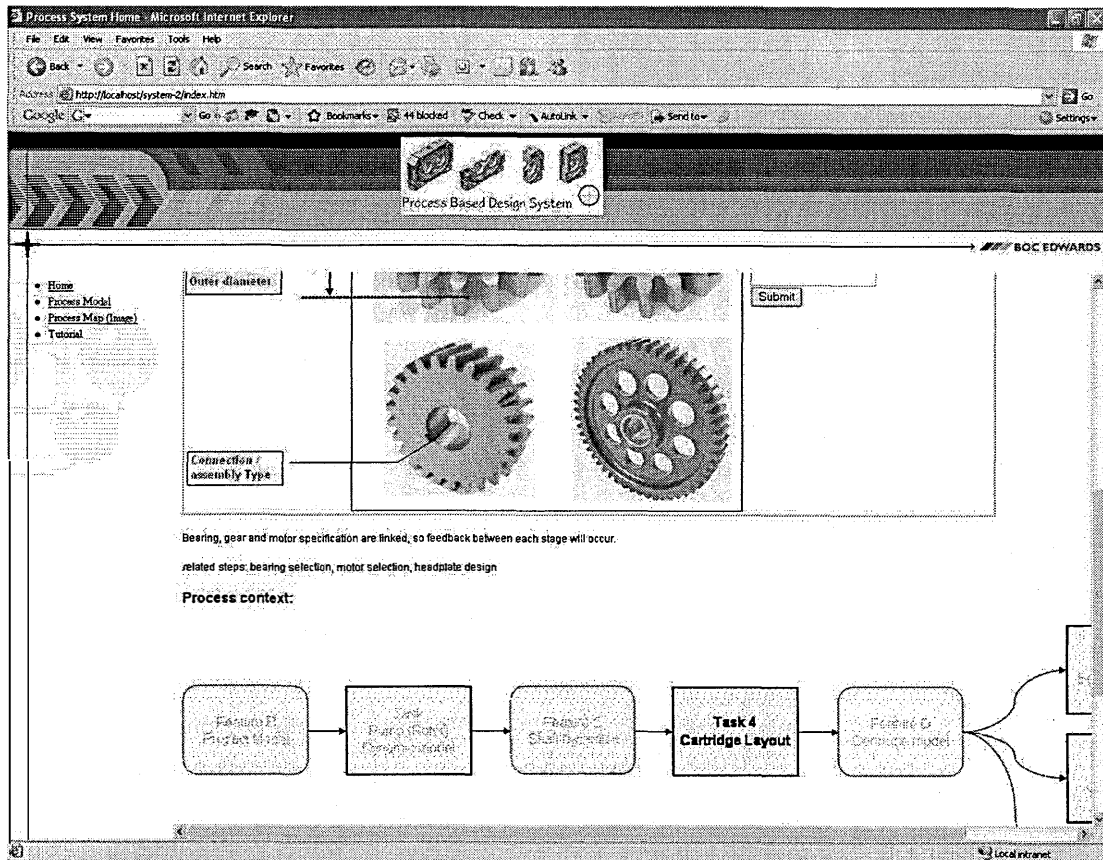 Process System Home - Microsoft Internet Explorer
File Edit View Favorites Tools Help
Back Search Favorites
Address http://localhost/system-2/index.htm Go
Google Go Bookmarks 44 blocked Check AutoLink Send to Settings
Process Based Design System
BOC EDWARDS
Home
Process Model
Process Map (Image)
Tutorial
Outer diameter
Submit
Connection /
assembly Type
Bearing, gear and motor specification are linked, so feedback between each stage will occur.
related steps: bearing selection, motor selection, headplate design
Process context:
Task 4
Cartridge Layout
Local intranet